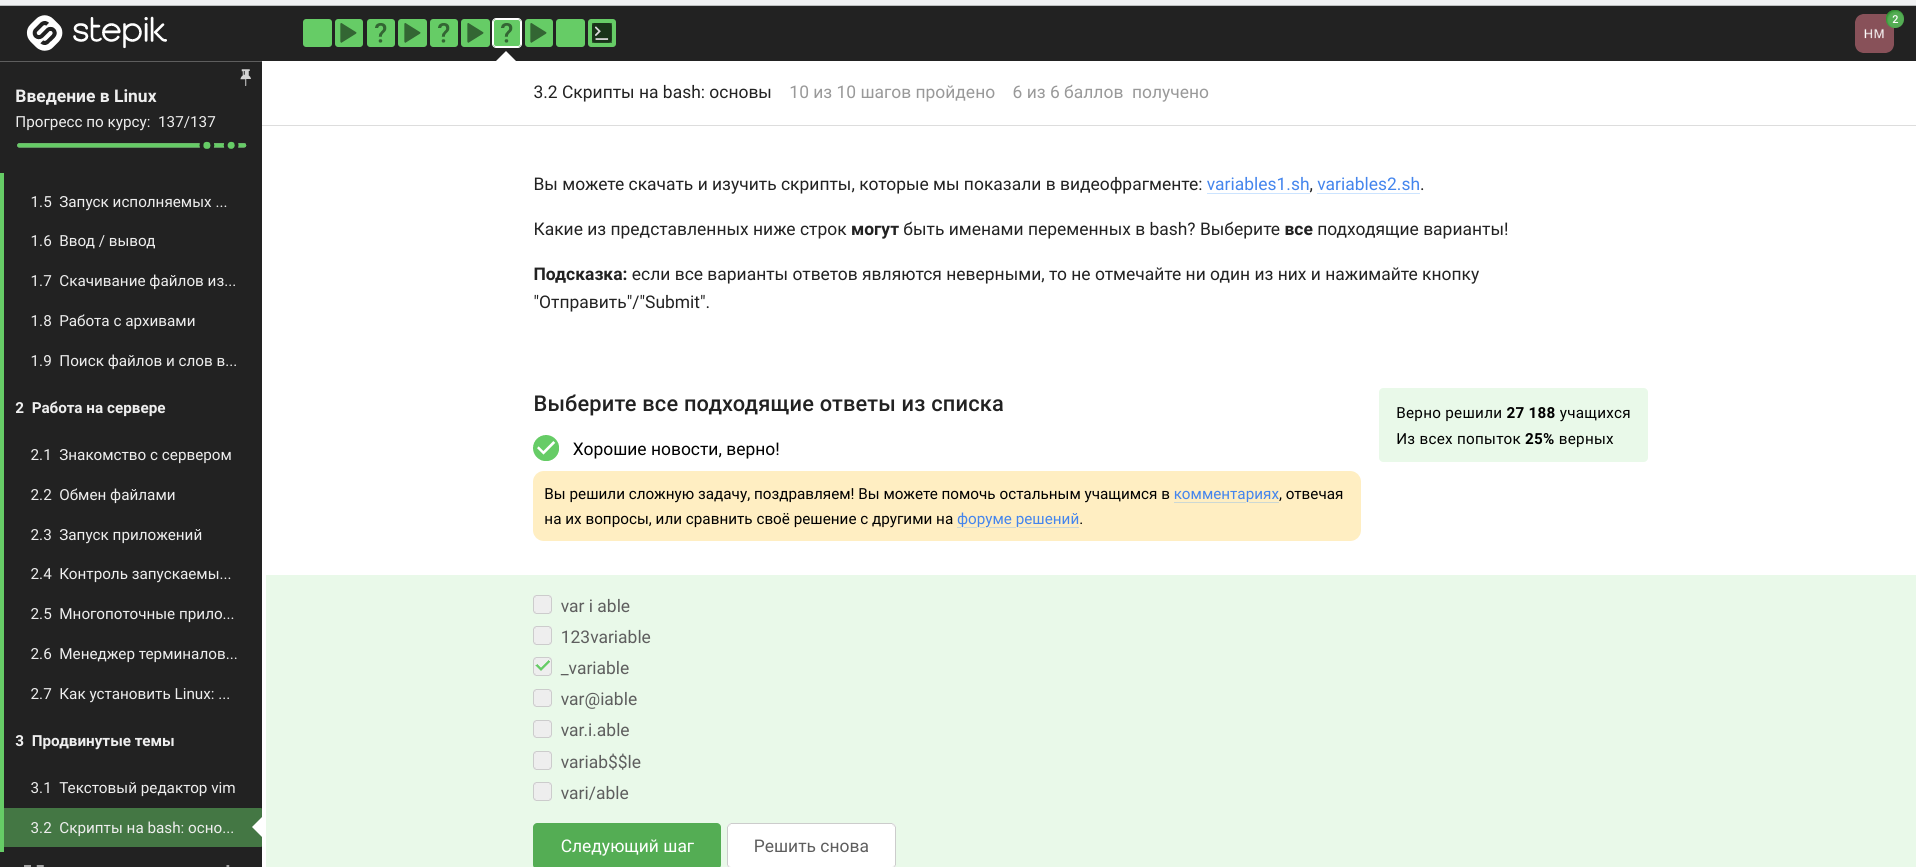 stepik
?
?
?
2
НМ
Введение в Linux
Прогресс по курсу: 137/137
1.5 Запуск исполняемых ...
1.6 Ввод / вывод
1.7 Скачивание файлов из...
1.8 Работа с архивами
1.9 Поиск файлов и слов в...
2 Работа на сервере
2.1 Знакомство с сервером
2.2 Обмен файлами
2.3 Запуск приложений
2.4 Контроль запускаемы...
2.5 Многопоточные прило...
2.6 Менеджер терминалов...
2.7 Как установить Linux: ...
3 Продвинутые темы
3.1 Текстовый редактор vim
3.2 Скрипты на bash: осно...
3.2 Скрипты на bash: основы 10 из 10 шагов пройдено 6 из 6 баллов получено
Вы можете скачать и изучить скрипты, которые мы показали в видеофрагменте: variables1.sh, variables2.sh.
Какие из представленных ниже строк могут быть именами переменных в bash? Выберите все подходящие варианты!
Подсказка: если все варианты ответов являются неверными, то не отмечайте ни один из них и нажимайте кнопку
"Отправить"/"Submit".
Выберите все подходящие ответы из списка
Хорошие новости, верно!
Верно решили 27 188 учащихся
Из всех попыток 25% верных
Вы решили сложную задачу, поздравляем! Вы можете помочь остальным учащимся в комментариях, отвечая
на их вопросы, или сравнить своё решение с другими на форуме решений.
var i able
123variable
_variable
var@iable
var.i.able
variab$$le
vari/able
Следующий шаг
Решить снова